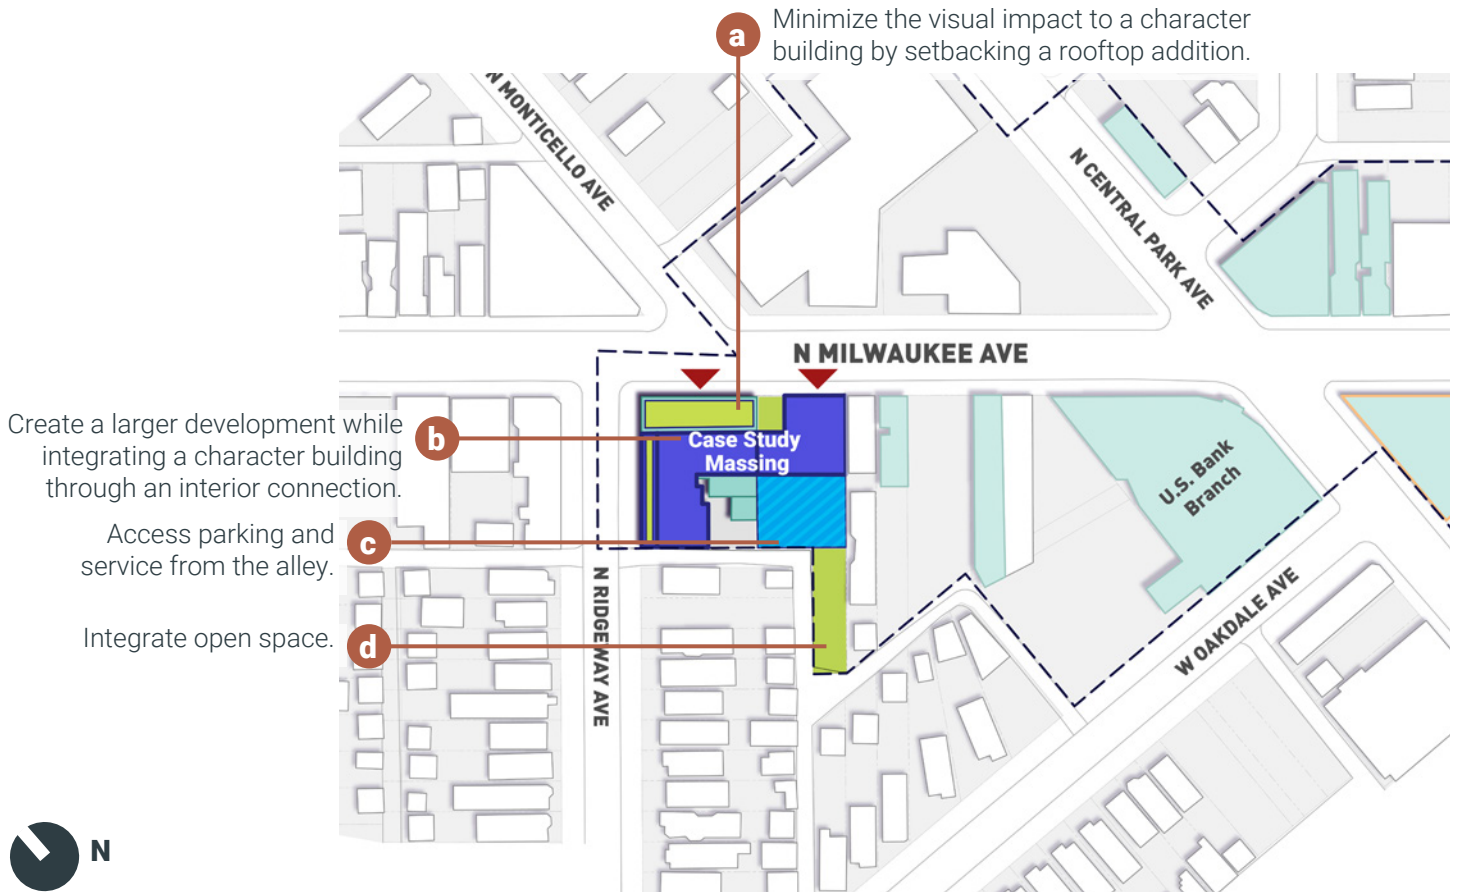 a
Minimize the visual impact to a character
building by setbacking a rooftop addition.
N MONTICELLO AVE
N CENTRAL PARK AVE
N MILWAUKEE AVE
Create a larger development while
integrating a character building
through an interior connection.
b
Case Study
Massing
U.S. Bank
Branch
Access parking and
service from the alley.
c
N RIDGEWAY AVE
W OAKDALE AVE
Integrate open space.
d
N